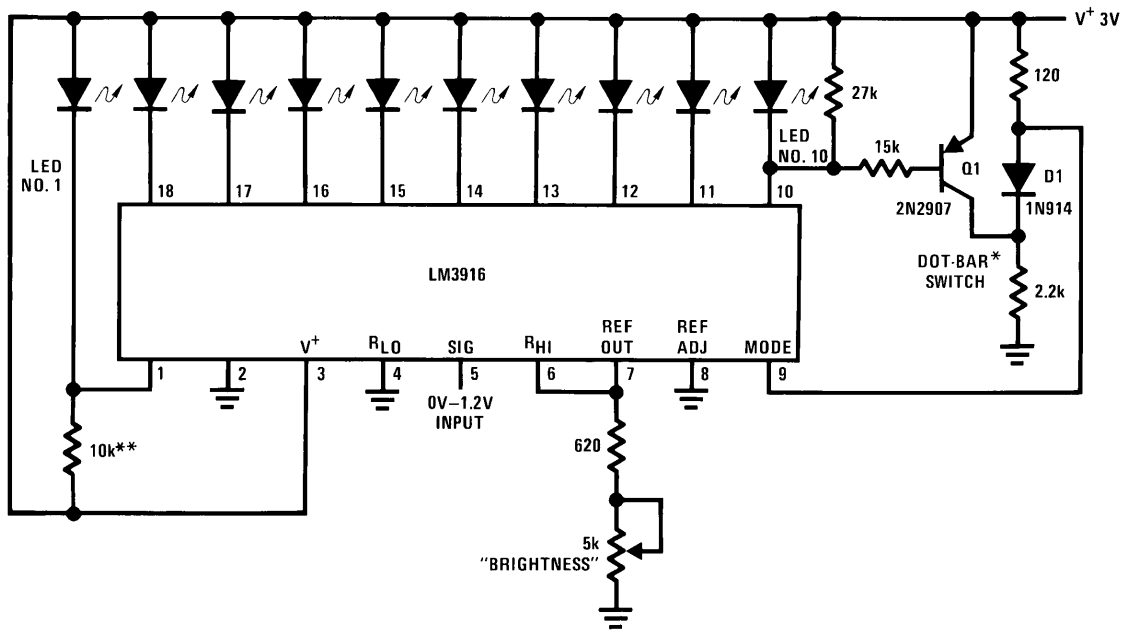 V+ 3V
120
27k
LED
NO. 1
LED
NO. 10
15k
Q1
D1
2N2907
1N914
18
17
16
15
14
13
12
11
10
LM3916
DOT-BAR*
SWITCH
2.2k
V+
RLO
SIG
RHI
REF
OUT
REF
ADJ
MODE
1
2
3
4
5
6
7
8
9
0V–1.2V
INPUT
10k**
620
5k
"BRIGHTNESS"